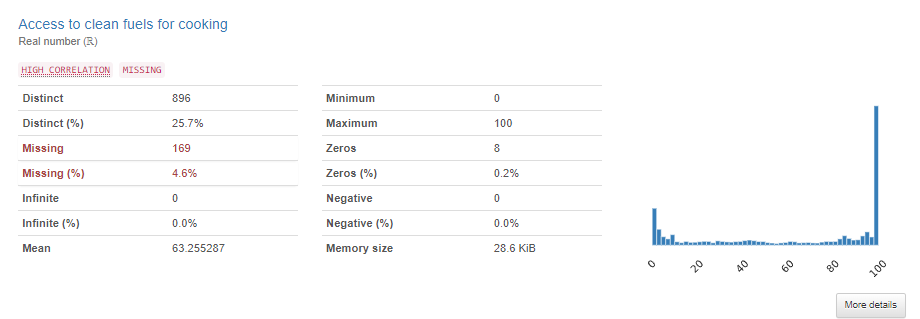 Access to clean fuels for cooking
Real number (ℝ)
HIGH CORRELATION MISSING
Distinct 896
Distinct (%) 25.7%
Missing 169
Missing (%) 4.6%
Infinite 0
Infinite (%) 0.0%
Mean 63.255287
Minimum 0
Maximum 100
Zeros 8
Zeros (%) 0.2%
Negative 0
Negative (%) 0.0%
Memory size 28.6 KiB
0 20 40 60 80 100
More details